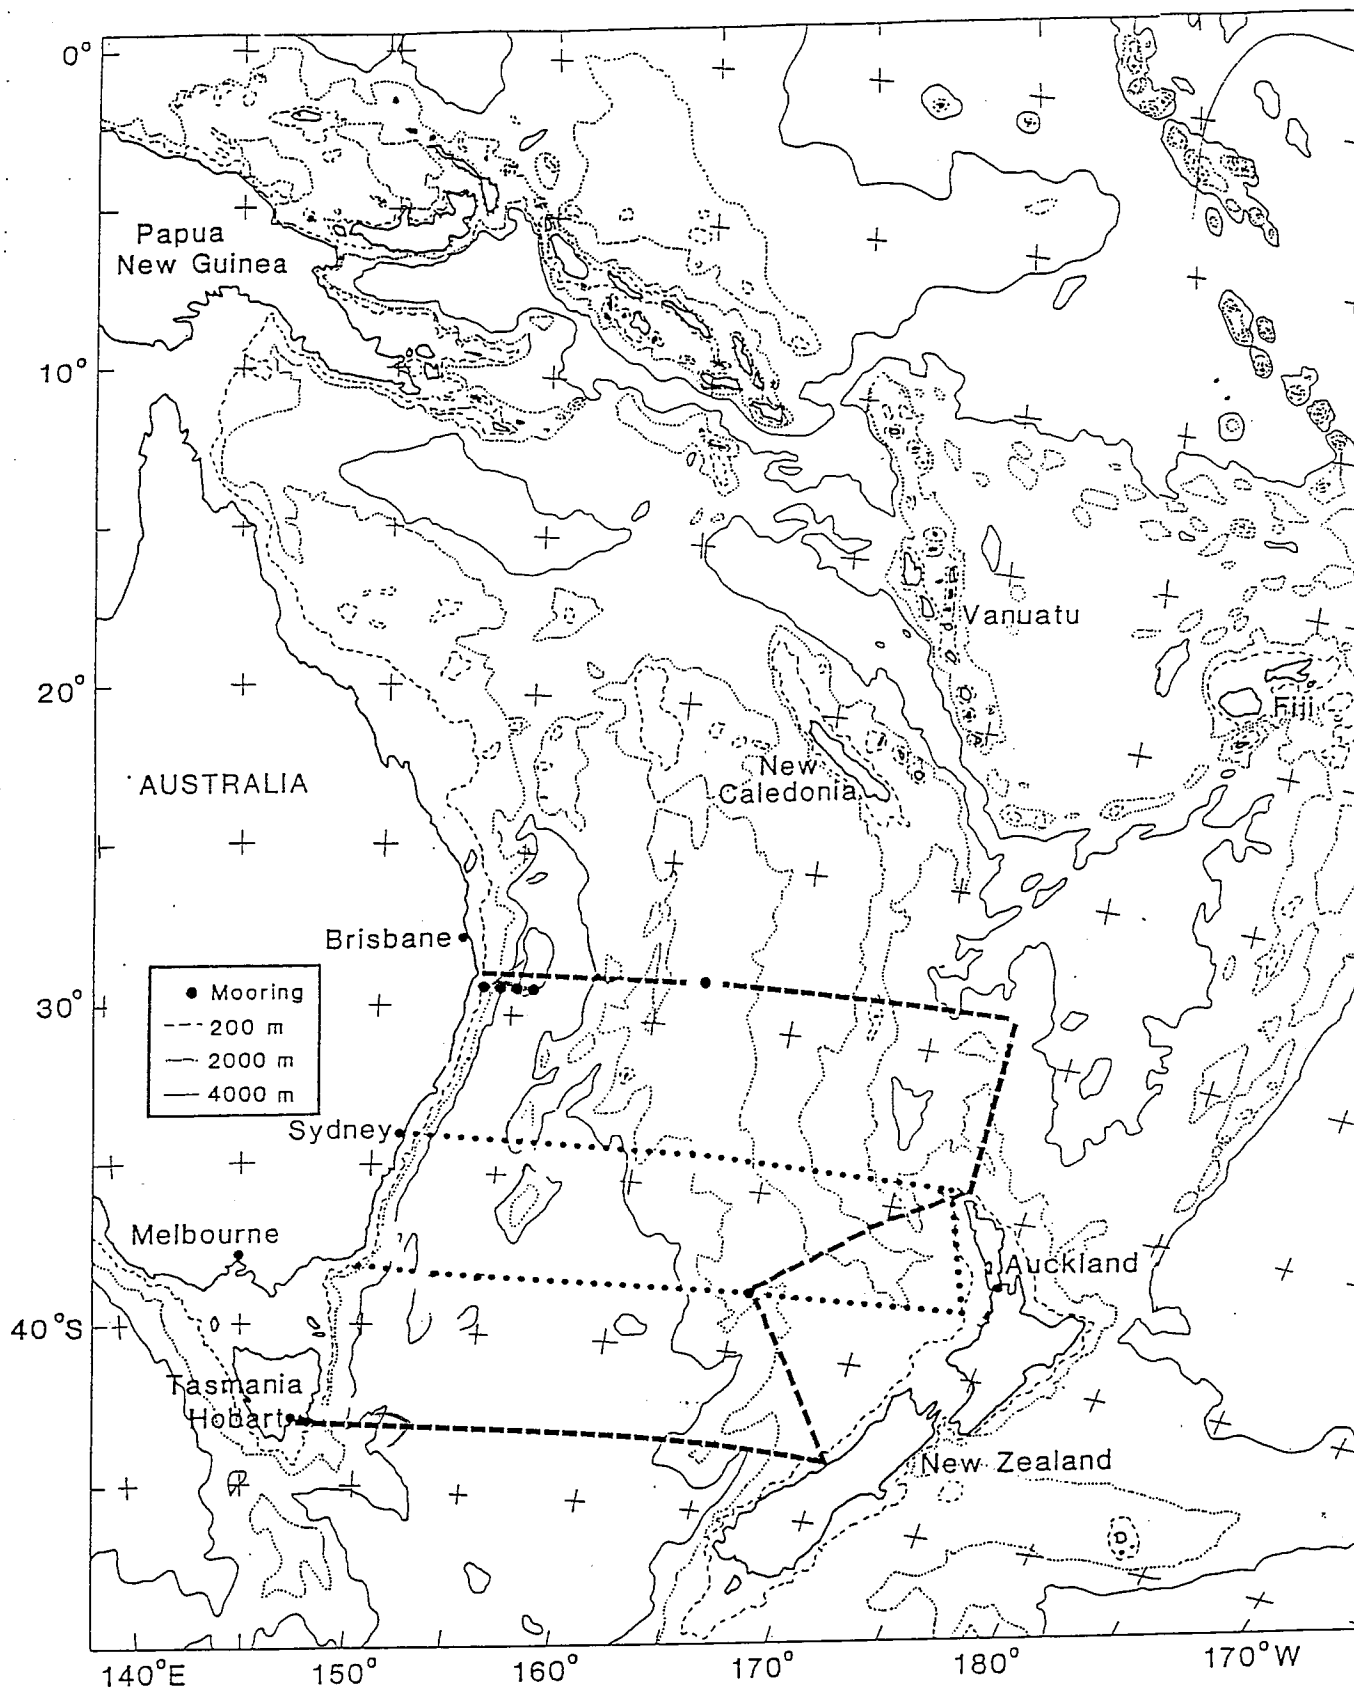 0°
Papua
New Guinea
10°
Vanuatu
20°
Fiji
New
Caledonia
AUSTRALIA
Brisbane
Mooring
200 m
2000 m
4000 m
30°
Sydney
Melbourne
Auckland
40°S
Tasmania
Hobart
New Zealand
140°E
150°
160°
170°
180°
170°W